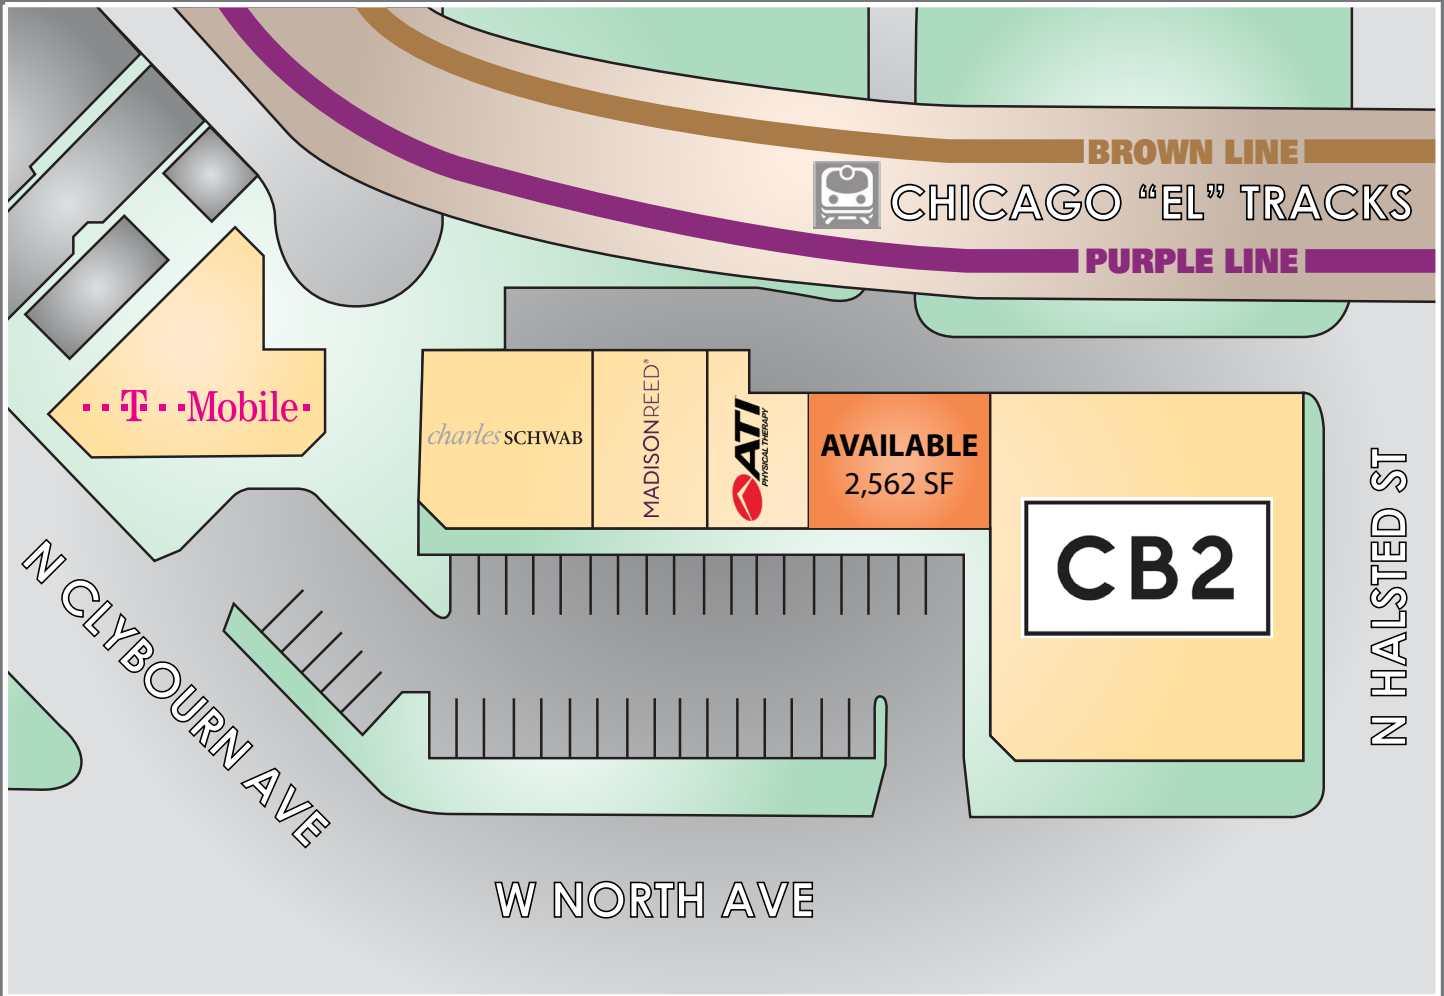 BROWN LINE
CHICAGO “EL” TRACKS
PURPLE LINE
T Mobile
charles SCHWAB
MADISONREED®
ATI
PHYSICAL THERAPY
AVAILABLE
2,562 SF
CB2
N HALSTED ST
N CLYBOURN AVE
W NORTH AVE